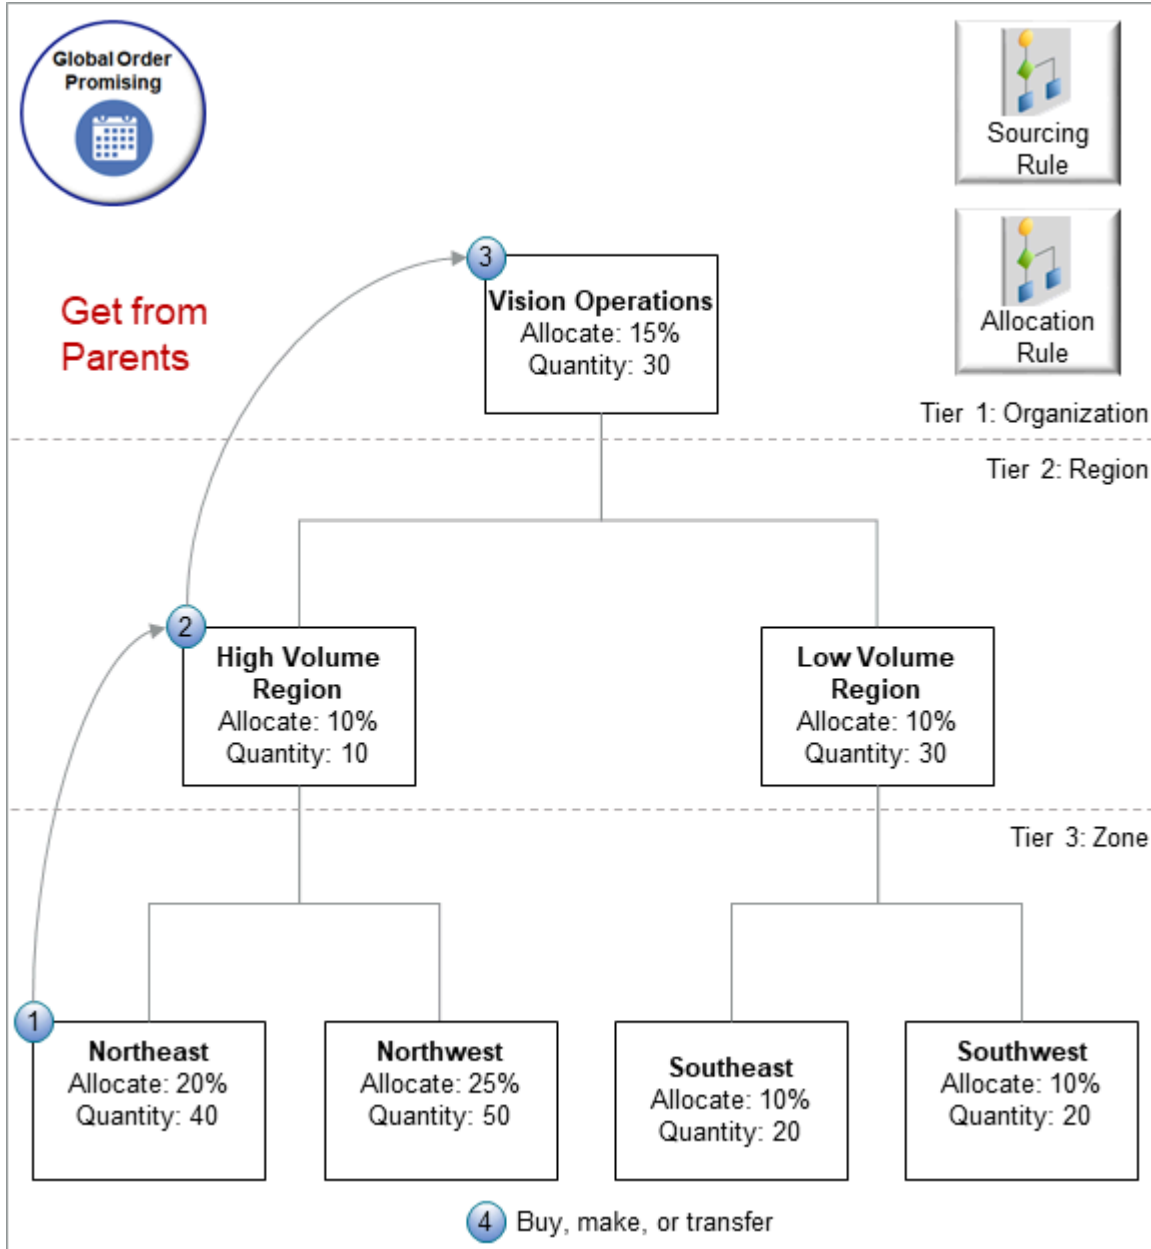 Global Order
Promising
Sourcing
Rule
Allocation
Rule
Get from
Parents
3
Vision Operations
Allocate: 15%
Quantity: 30
Tier 1: Organization
Tier 2: Region
2
High Volume
Region
Allocate: 10%
Quantity: 10
Low Volume
Region
Allocate: 10%
Quantity: 30
Tier 3: Zone
1
Northeast
Allocate: 20%
Quantity: 40
Northwest
Allocate: 25%
Quantity: 50
Southeast
Allocate: 10%
Quantity: 20
Southwest
Allocate: 10%
Quantity: 20
4 Buy, make, or transfer